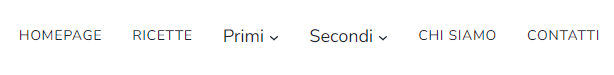 HOMEPAGE RICETTE Primi Secondi CHI SIAMO CONTATTI